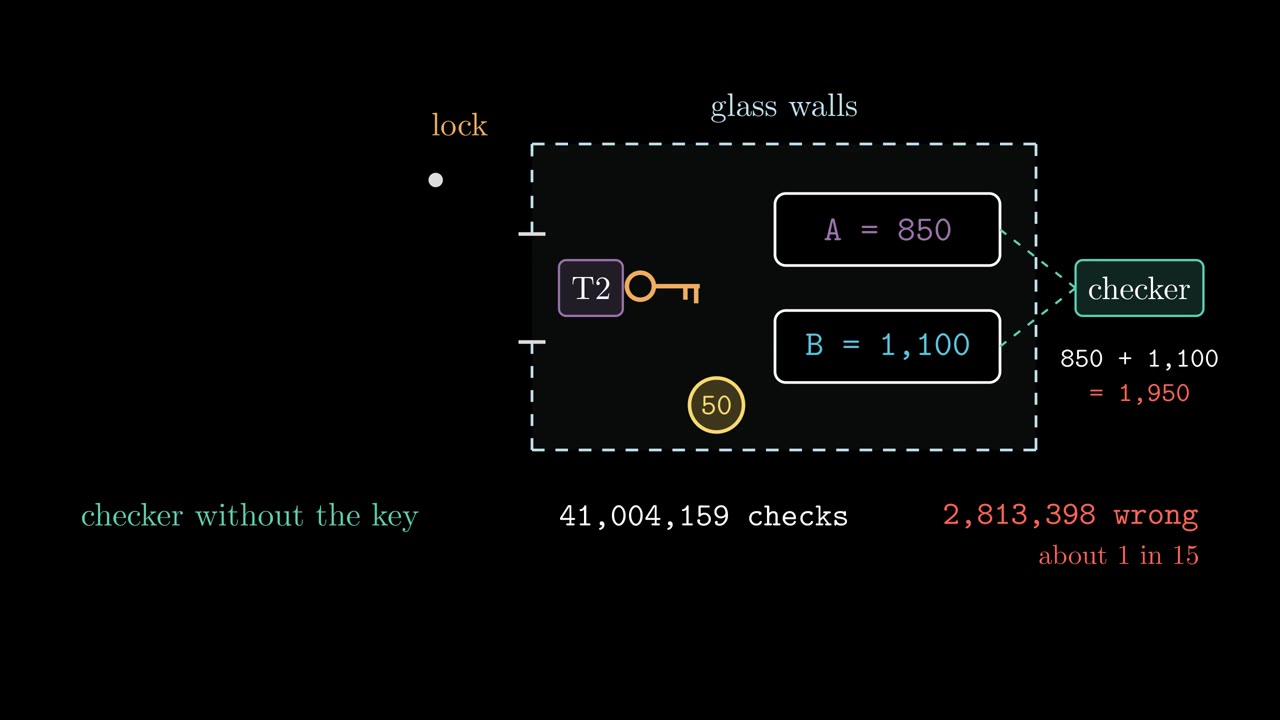 glass walls
lock
A = 850
T2
checker
B = 1,100
850 + 1,100
= 1,950
50
checker without the key
41,004,159 checks
2,813,398 wrong
about 1 in 15